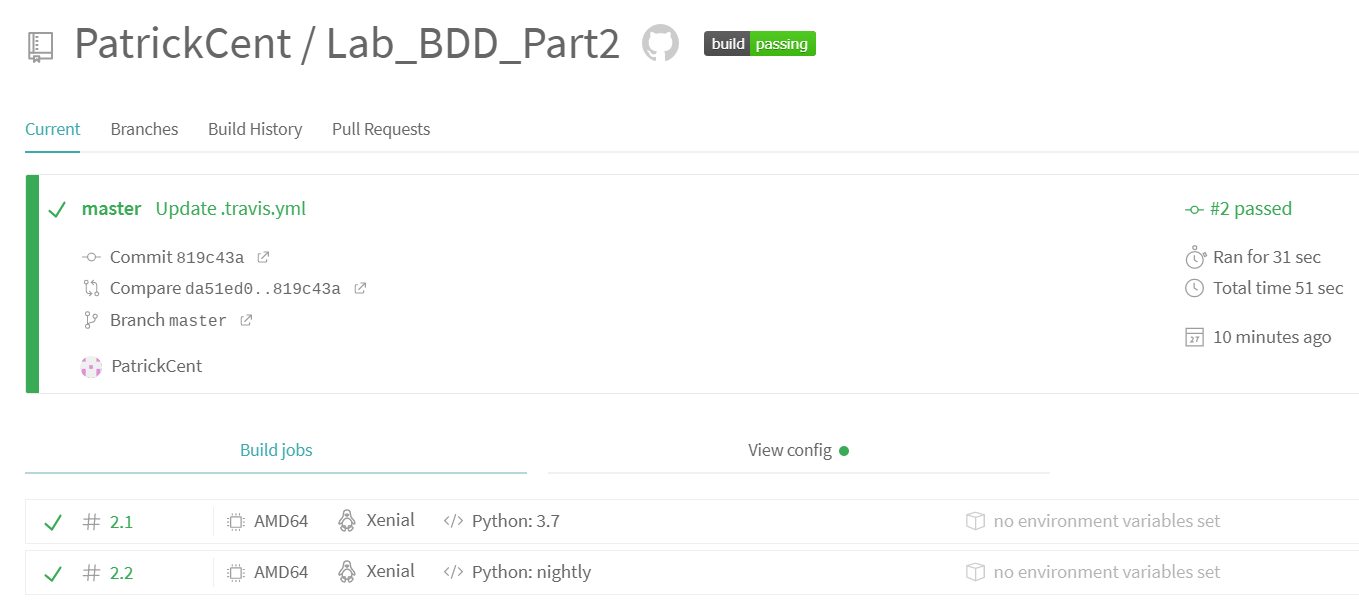 PatrickCent / Lab_BDD_Part2 build passing
Current Branches Build History Pull Requests
master Update .travis.yml #2 passed
Commit 819c43a Ran for 31 sec
Compare da51ed0..819c43a Total time 51 sec
Branch master
27 10 minutes ago
PatrickCent
Build jobs View config
# 2.1 AMD64 Xenial </> Python: 3.7 no environment variables set
# 2.2 AMD64 Xenial </> Python: nightly no environment variables set